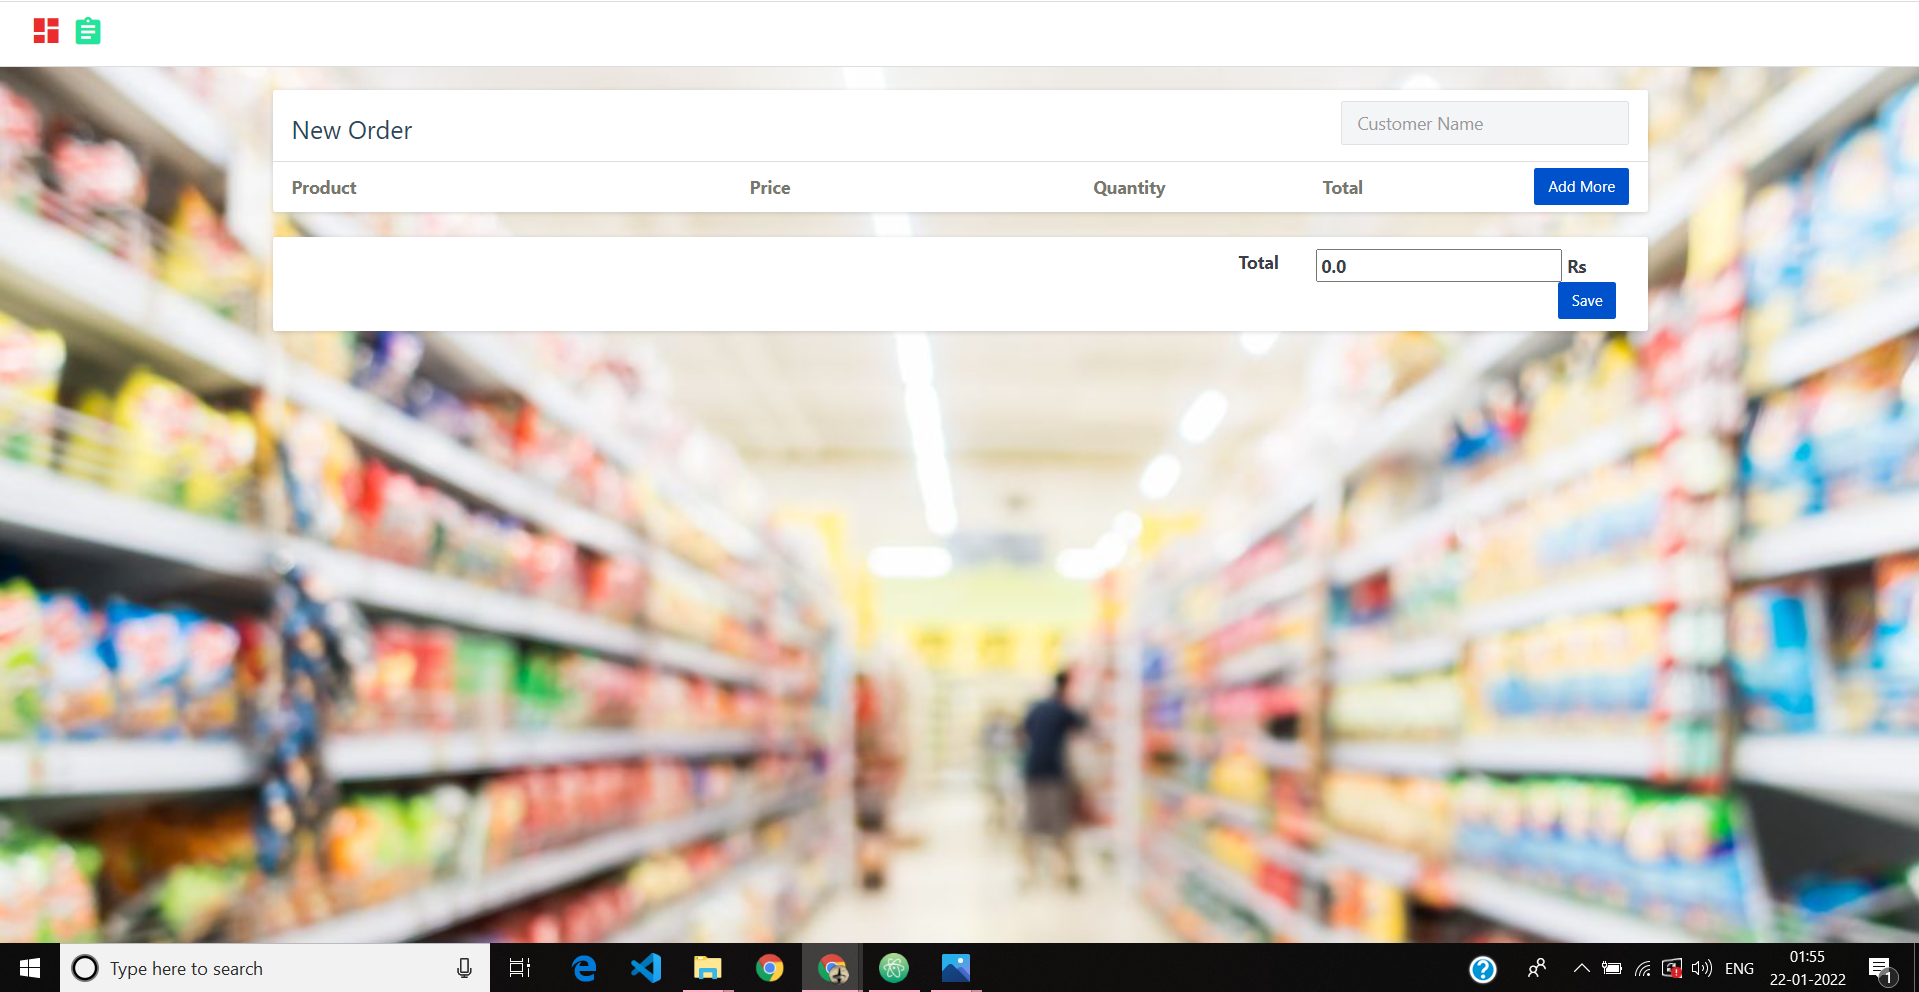 New Order
Customer Name
Product Price Quantity Total Add More
Total 0.0 Rs
Save
Type here to search
ENG
01:55
22-01-2022
1